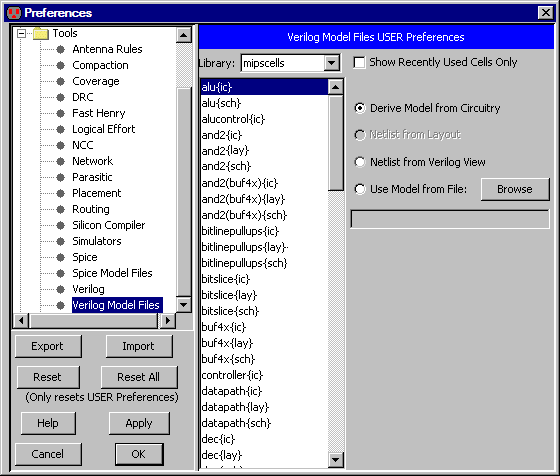 Preferences
Tools
Antenna Rules
Compaction
Coverage
DRC
Fast Henry
Logical Effort
NCC
Network
Parasitic
Placement
Routing
Silicon Compiler
Simulators
Spice
Spice Model Files
Verilog
Verilog Model Files
Export Import
Reset Reset All
(Only resets USER Preferences)
Help Apply
Cancel OK
Verilog Model Files USER Preferences
Library: mipscells Show Recently Used Cells Only
alu{ic}
alu{sch}
alucontrol{ic}
and2{ic}
and2{lay}
and2{sch}
and2(buf4x){ic}
and2(buf4x){lay}
and2(buf4x){sch}
bitlinepullups{ic}
bitlinepullups{lay}
bitlinepullups{sch}
bitslice{ic}
bitslice{lay}
bitslice{sch}
buf4x{ic}
buf4x{lay}
buf4x{sch}
controller{ic}
datapath{ic}
datapath{lay}
datapath{sch}
dec{ic}
dec{lay}
Derive Model from Circuitry
Netlist from Layout
Netlist from Verilog View
Use Model from File: Browse